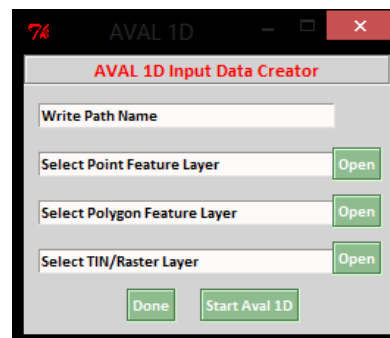 AVAL 1D
AVAL 1D Input Data Creator
Write Path Name
Select Point Feature Layer Open
Select Polygon Feature Layer Open
Select TIN/Raster Layer Open
Done Start Aval 1D